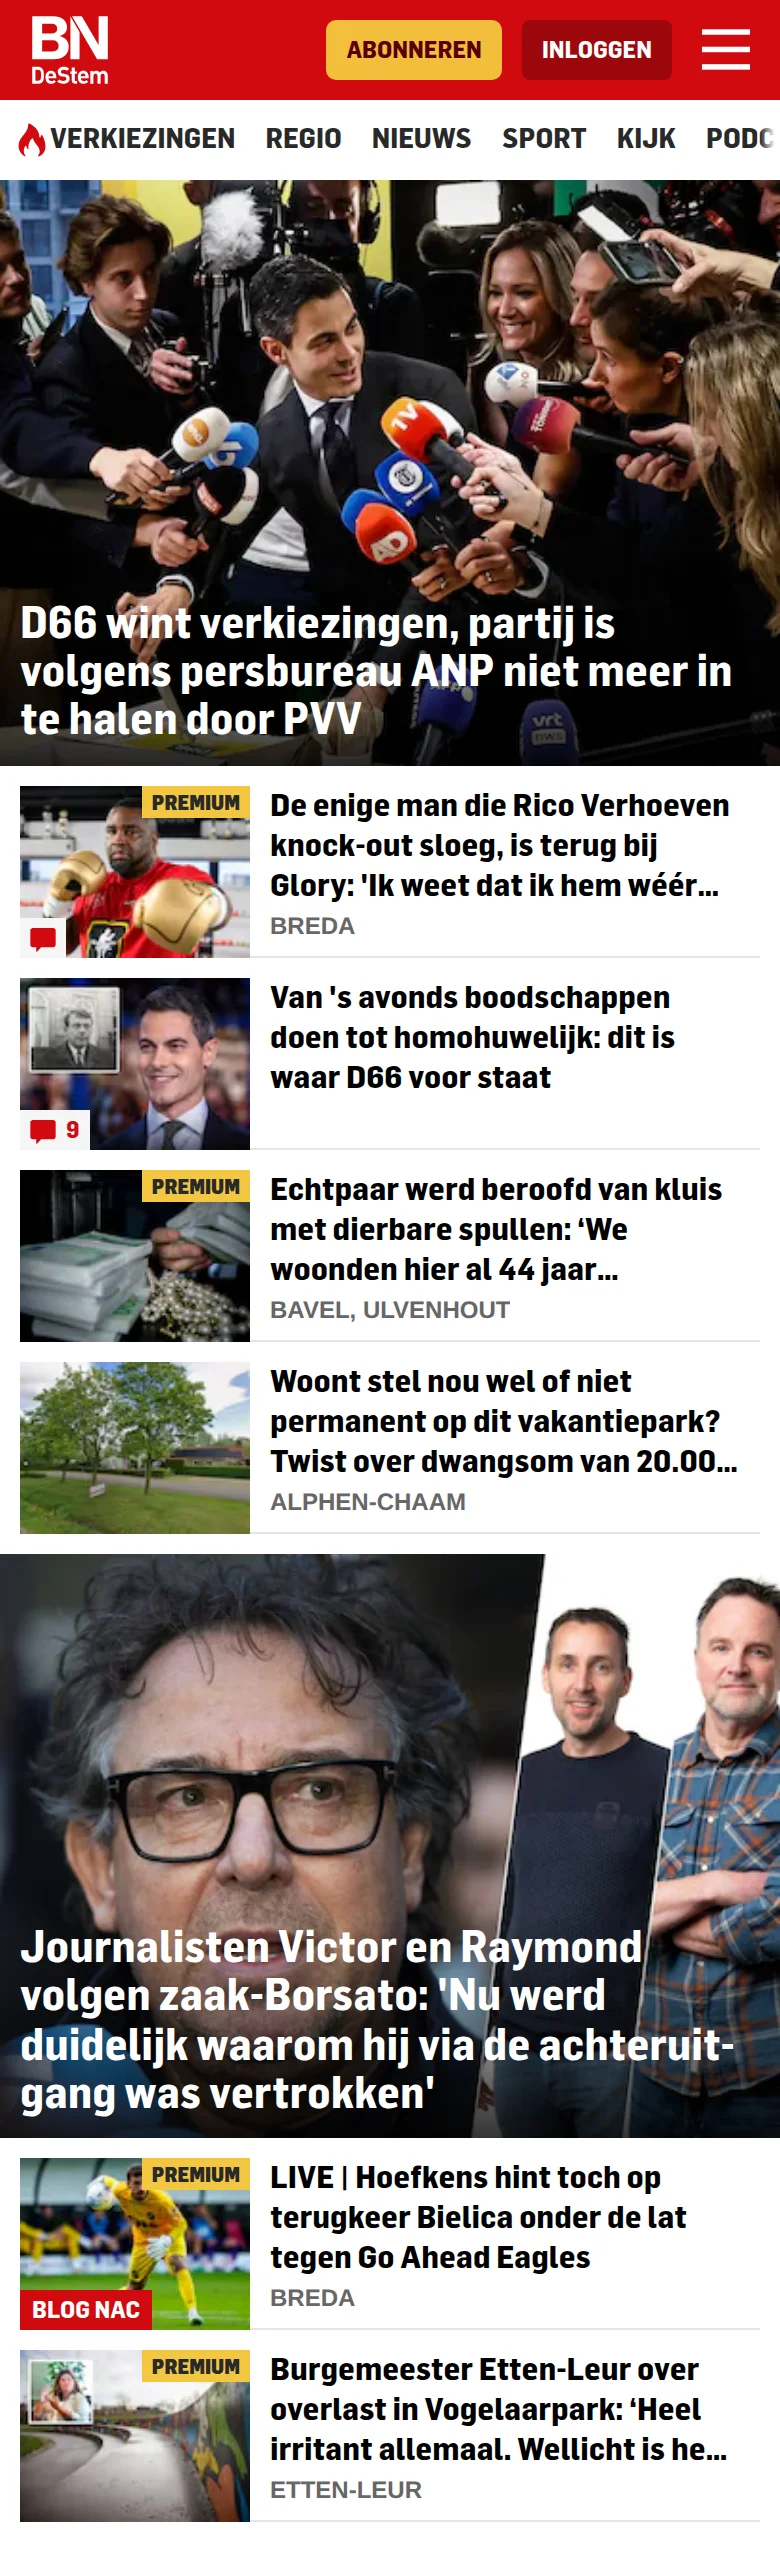 BN
DeStem
ABONNEREN
INLOGGEN
VERKIEZINGEN REGIO NIEUWS SPORT KIJK PODC
TV
AD
vrt
nws
D66 wint verkiezingen, partij is
volgens persbureau ANP niet meer in
te halen door PVV
PREMIUM
De enige man die Rico Verhoeven
knock-out sloeg, is terug bij
Glory: 'Ik weet dat ik hem wéér...
BREDA
9
Van 's avonds boodschappen
doen tot homohuwelijk: dit is
waar D66 voor staat
PREMIUM
Echtpaar werd beroofd van kluis
met dierbare spullen: ‘We
woonden hier al 44 jaar...
BAVEL, ULVENHOUT
Woont stel nou wel of niet
permanent op dit vakantiepark?
Twist over dwangsom van 20.00...
ALPHEN-CHAAM
Journalisten Victor en Raymond
volgen zaak-Borsato: 'Nu werd
duidelijk waarom hij via de achteruit-
gang was vertrokken'
PREMIUM
BLOG NAC
LIVE | Hoefkens hint toch op
terugkeer Bielica onder de lat
tegen Go Ahead Eagles
BREDA
PREMIUM
Burgemeester Etten-Leur over
overlast in Vogelaarpark: ‘Heel
irritant allemaal. Wellicht is he...
ETTEN-LEUR